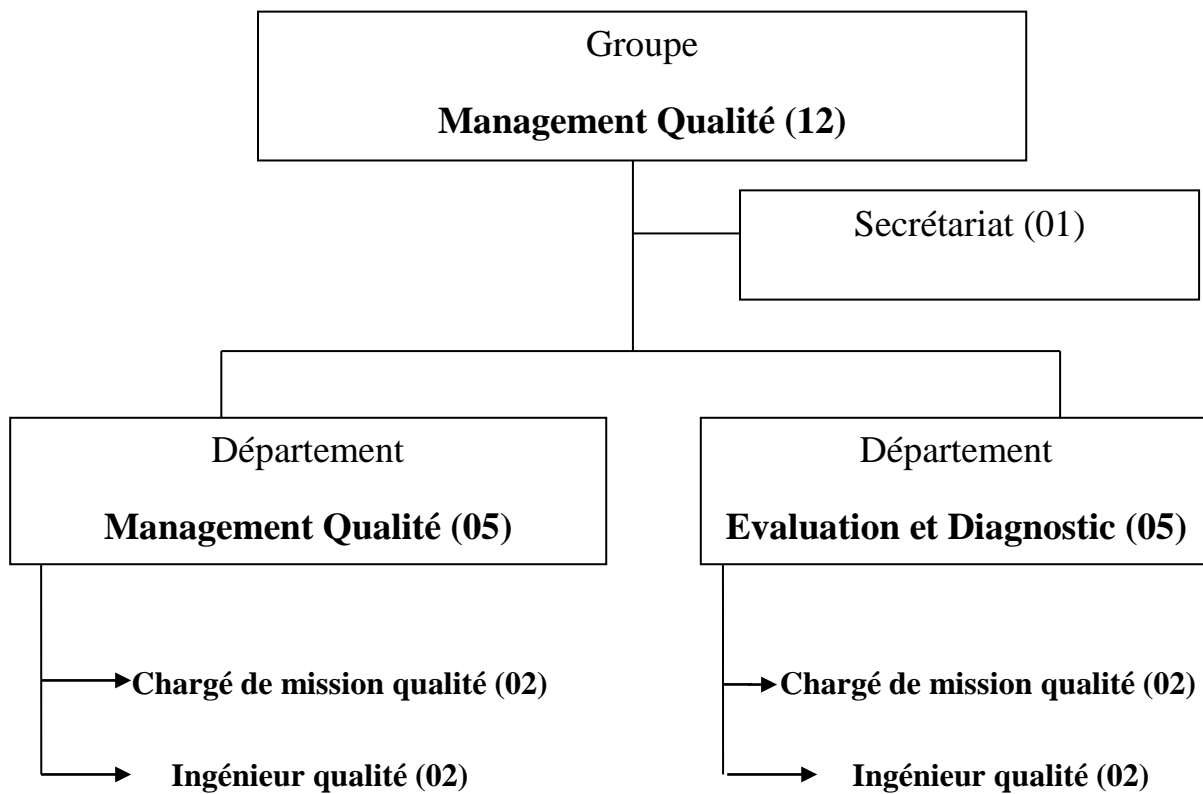 Groupe
Management Qualité (12)
Secrétariat (01)
Département
Management Qualité (05)
Chargé de mission qualité (02)
Ingénieur qualité (02)
Département
Evaluation et Diagnostic (05)
Chargé de mission qualité (02)
Ingénieur qualité (02)